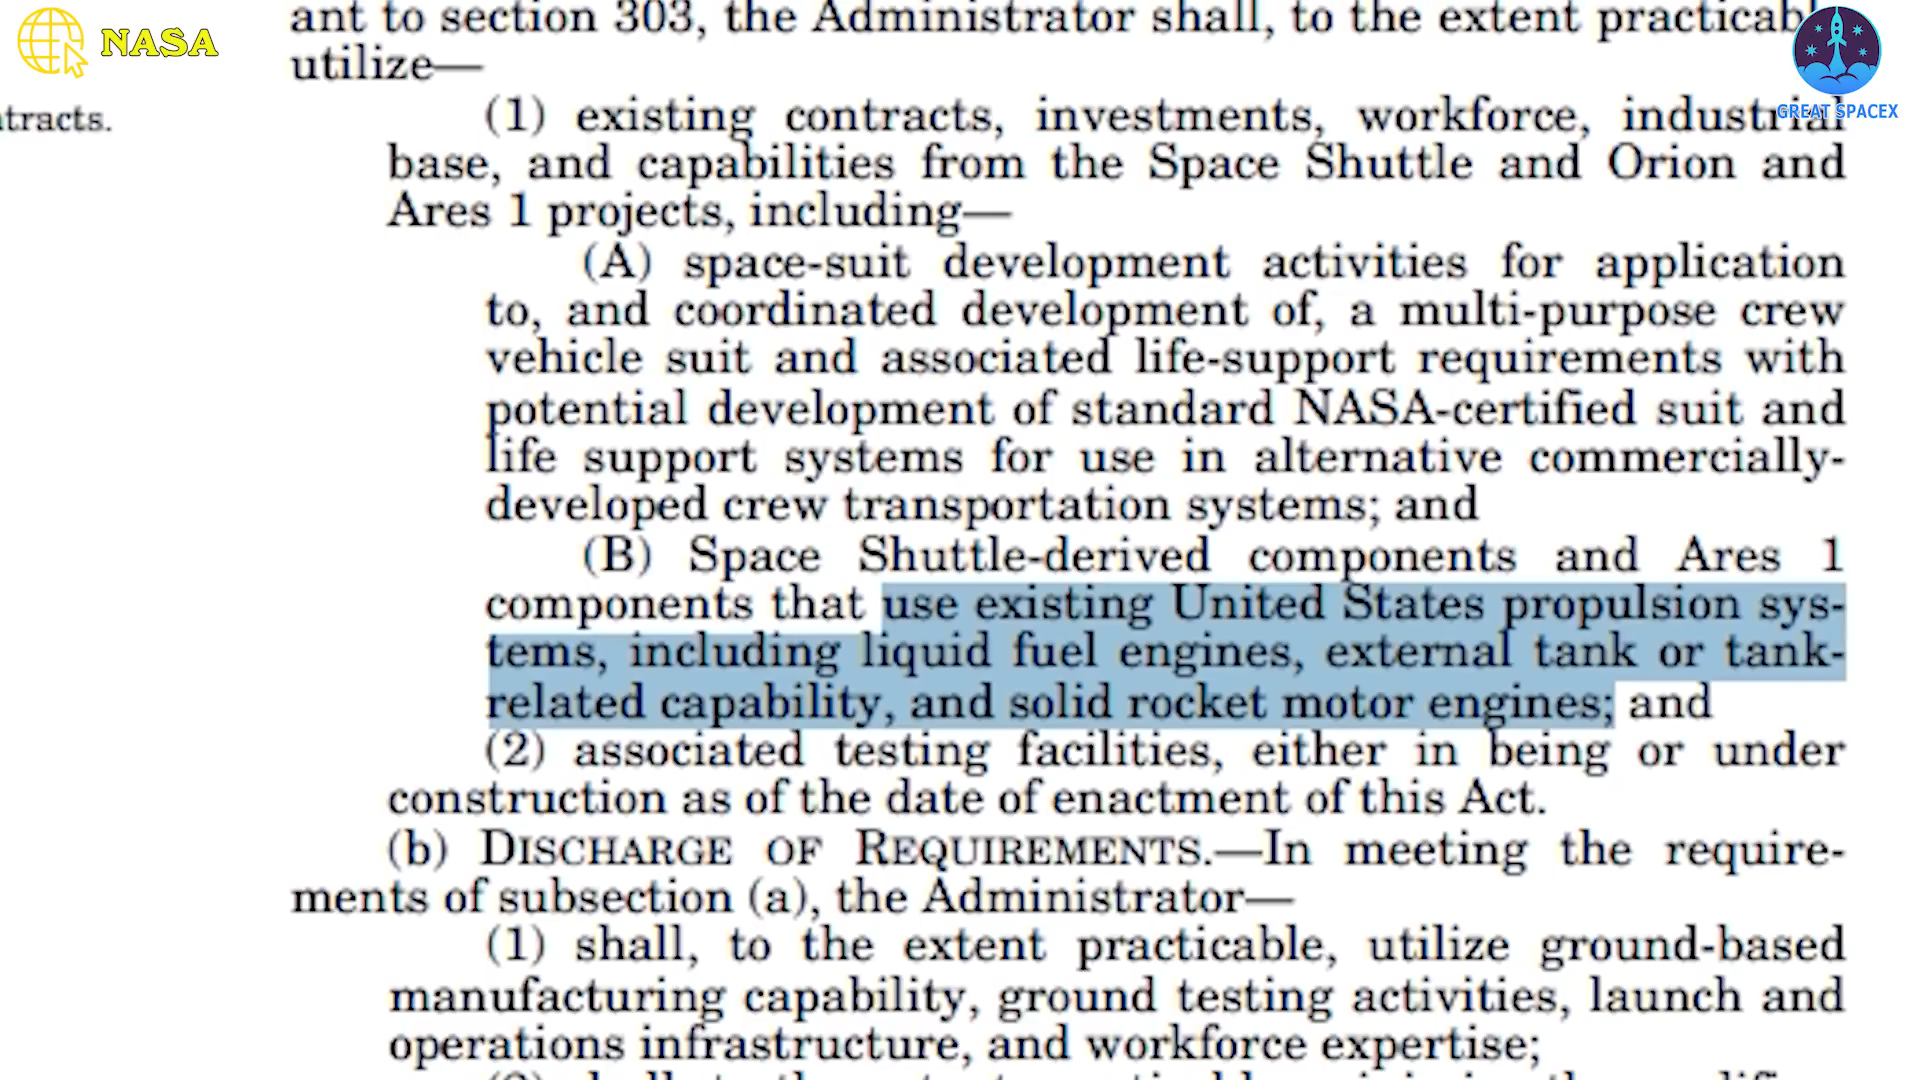 NASA
GREAT SPACEX
ant to section 303, the Administrator shall, to the extent
utilize—
(1) existing contracts, investments, workforce, industrial
base, and capabilities from the Space Shuttle and Orion and
Ares 1 projects, including—
(A) space-suit development activities for application
to, and coordinated development of, a multi-purpose crew
vehicle suit and associated life-support requirements with
potential development of standard NASA-certified suit and
life support systems for use in alternative commercially-
developed crew transportation systems; and
(B) Space Shuttle-derived components and Ares 1
components that use existing United States propulsion sys-
tems, including liquid fuel engines, external tank or tank-
related capability, and solid rocket motor engines; and
(2) associated testing facilities, either in being or under
construction as of the date of enactment of this Act.
(b) DISCHARGE OF REQUIREMENTS.—In meeting the require-
ments of subsection (a), the Administrator—
(1) shall, to the extent practicable, utilize ground-based
manufacturing capability, ground testing activities, launch and
operations infrastructure, and workforce expertise;
tracts.